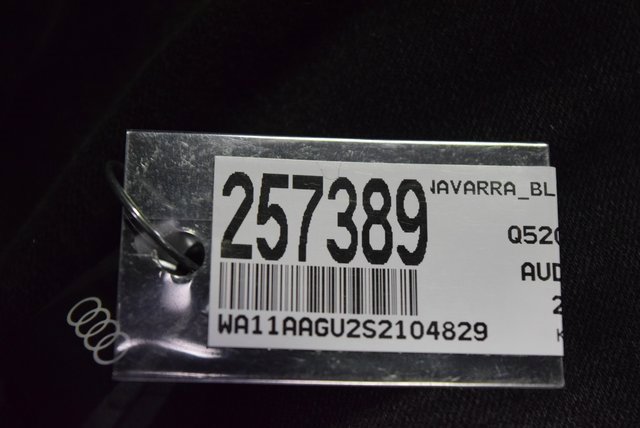 257389
NAVARRA_BL
Q520
AUD
2
WA11AAGU2S2104829